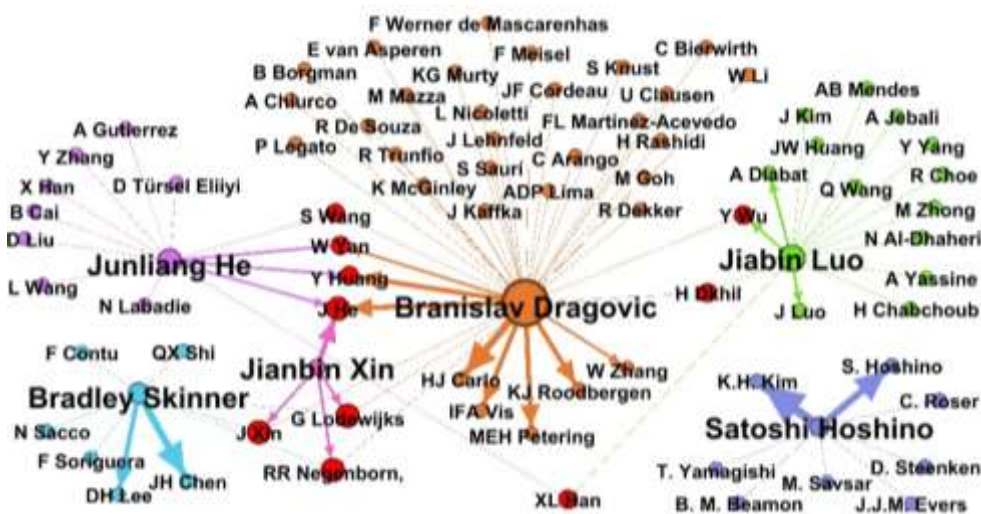 F Werner de Mascarenhas
E van Asperen
F Meisel
C Bierwirth
B Borgman
KG Murty
S Knust
W Li
A Chiurco
M Mazza
JF Cordeau
U Clausen
AB Mendes
L Nicoletti
J Kim
A Jebali
A Gutierrez
R De Souza
FL Martinez-Acevedo
P Legato
J Lehnfeld
H Rashidi
JW Huang
Y Yang
Y Zhang
R Trunfio
C Arango
A Diabat
R Choe
S Sauri
X Han
D Türsel Eliiyi
K McGinley
ADP Lima
M Goh
Q Wang
B Cai
S Wang
J Kaffka
R Dekker
Y Wu
M Zhong
D Liu
W Yan
N Al-Dhaheri
Junliang He
Jiabin Luo
L Wang
Y Huang
A Yassine
N Labadie
J He
Branislav Dragovic
H Dkhil
J Luo
H Chabchoub
F Contu
QX Shi
Jianbin Xin
HJ Carlo
W Zhang
K.H. Kim
S. Hoshino
Bradley Skinner
KJ Roodbergen
C. Roser
N Sacco
J Xin
G Lodewijks
IFA Vis
Satoshi Hoshino
MEH Petering
F Soriguera
RR Negenborn,
T. Yamagishi
D. Steenken
DH Lee
JH Chen
XL Han
M. Savsar
B. M. Beamon
J.J.M. Evers